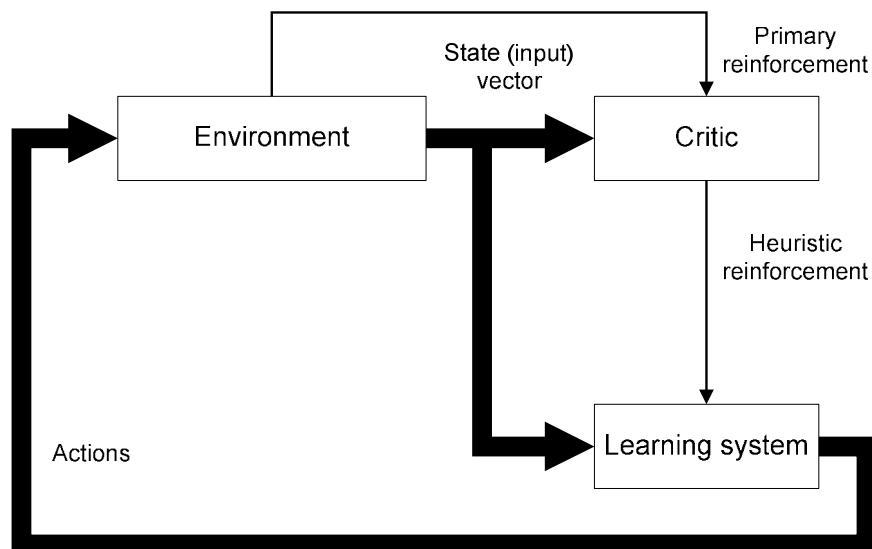 State (input)
vector
Primary
reinforcement
Environment
Critic
Heuristic
reinforcement
Actions
Learning system